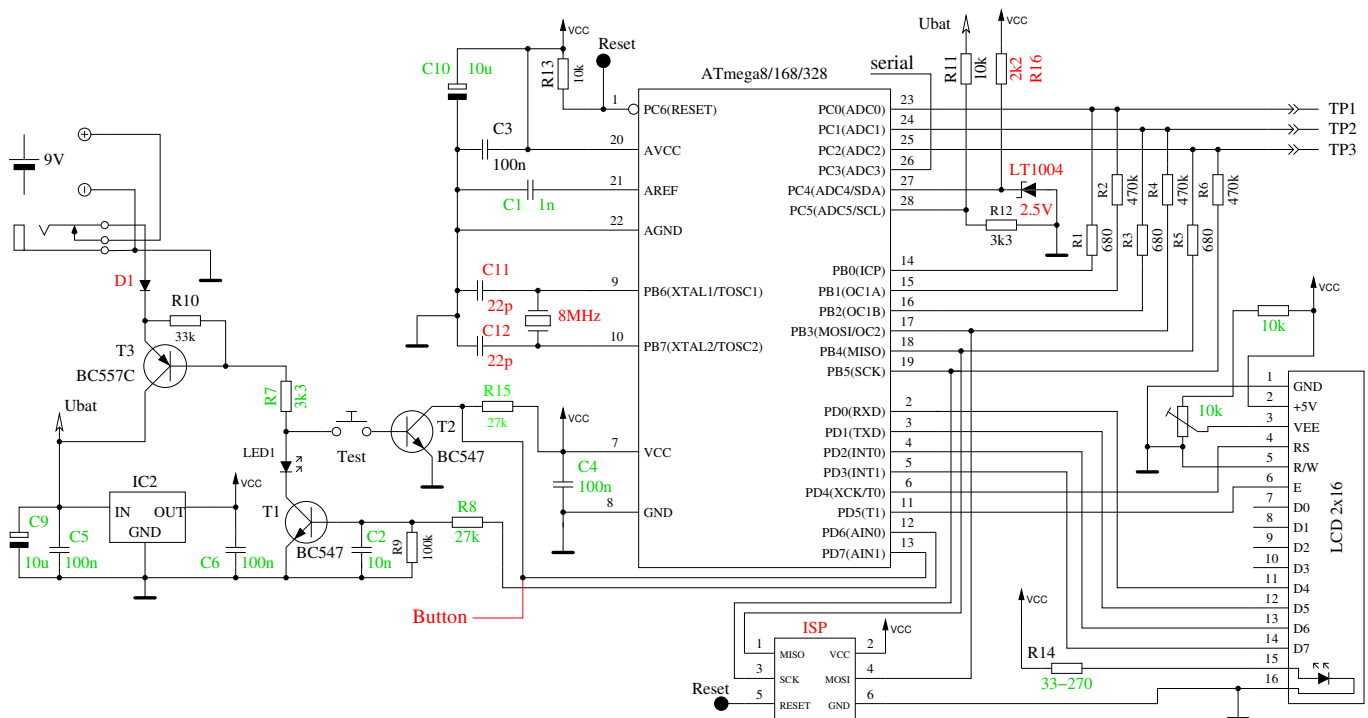 Ubat
VCC
VCC
Reset
C10
10u
R13
10k
ATmega8/168/328
serial
R11
10k
2k2
R16
1
PC6(RESET)
PC0(ADC0)
23
TP1
PC1(ADC1)
24
TP2
C3
100n
20
AVCC
PC2(ADC2)
25
TP3
PC3(ADC3)
26
9V
LT1004
21
AREF
PC4(ADC4/SDA)
27
C1
1n
2.5V
PC5(ADC5/SCL)
28
R12
3k3
22
AGND
R2
470k
R4
470k
R6
470k
R1
680
R3
680
R5
680
D1
C11
22p
9
PB6(XTAL1/TOSC1)
PB0(ICP)
14
PB1(OC1A)
15
8MHz
PB2(OC1B)
16
C12
22p
10
PB7(XTAL2/TOSC2)
PB3(MOSI/OC2)
17
PB4(MISO)
18
PB5(SCK)
19
VCC
10k
R10
33k
T3
BC557C
R7
3k3
Ubat
R15
27k
VCC
T2
BC547
Test
LED1
7
VCC
C4
100n
8
GND
PD0(RXD)
2
PD1(TXD)
3
PD2(INT0)
4
PD3(INT1)
5
PD4(XCK/T0)
6
PD5(T1)
11
PD6(AIN0)
12
PD7(AIN1)
13
10k
1
GND
2
+5V
3
VEE
4
RS
5
R/W
6
E
7
D0
8
D1
9
D2
10
D3
11
D4
12
D5
13
D6
14
D7
15
16
LCD 2x16
IC2
VCC
IN
OUT
GND
C9
10u
C5
100n
C6
100n
T1
BC547
C2
10n
R9
100k
R8
27k
Button
ISP
VCC
1
MISO
VCC
2
3
SCK
MOSI
4
Reset
5
RESET
GND
6
VCC
R14
33−270